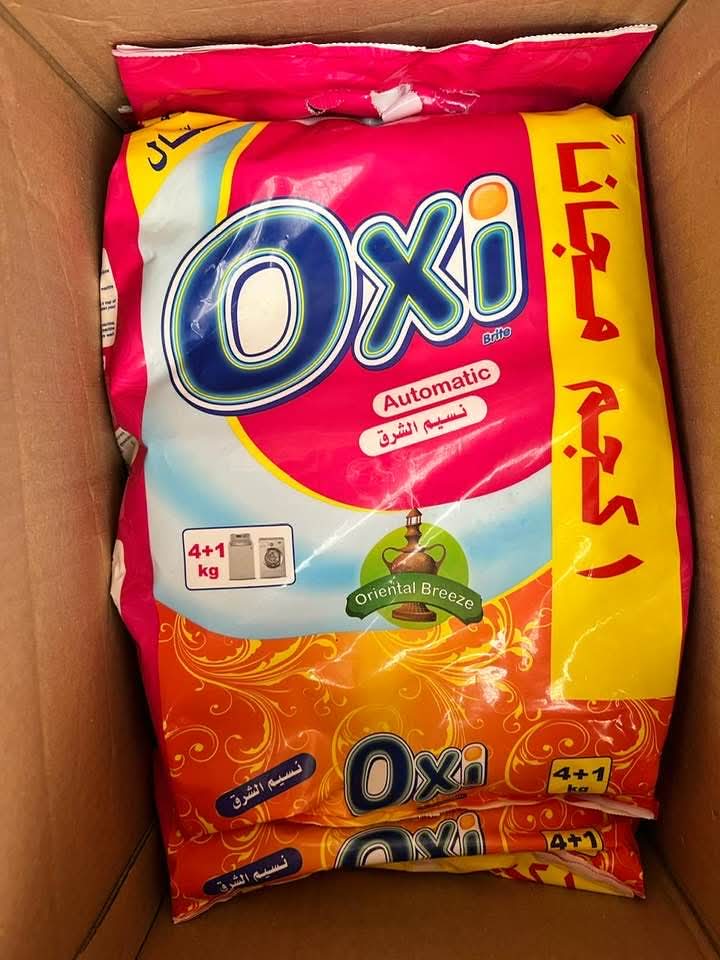 Oxi
Brite
Automatic
نسيم الشرق
١ كجم مجاناً
4+1
kg
Oriental Breeze
نسيم الشرق
Oxi
4+1
kg
نسيم الشرق
Oxi
4+1